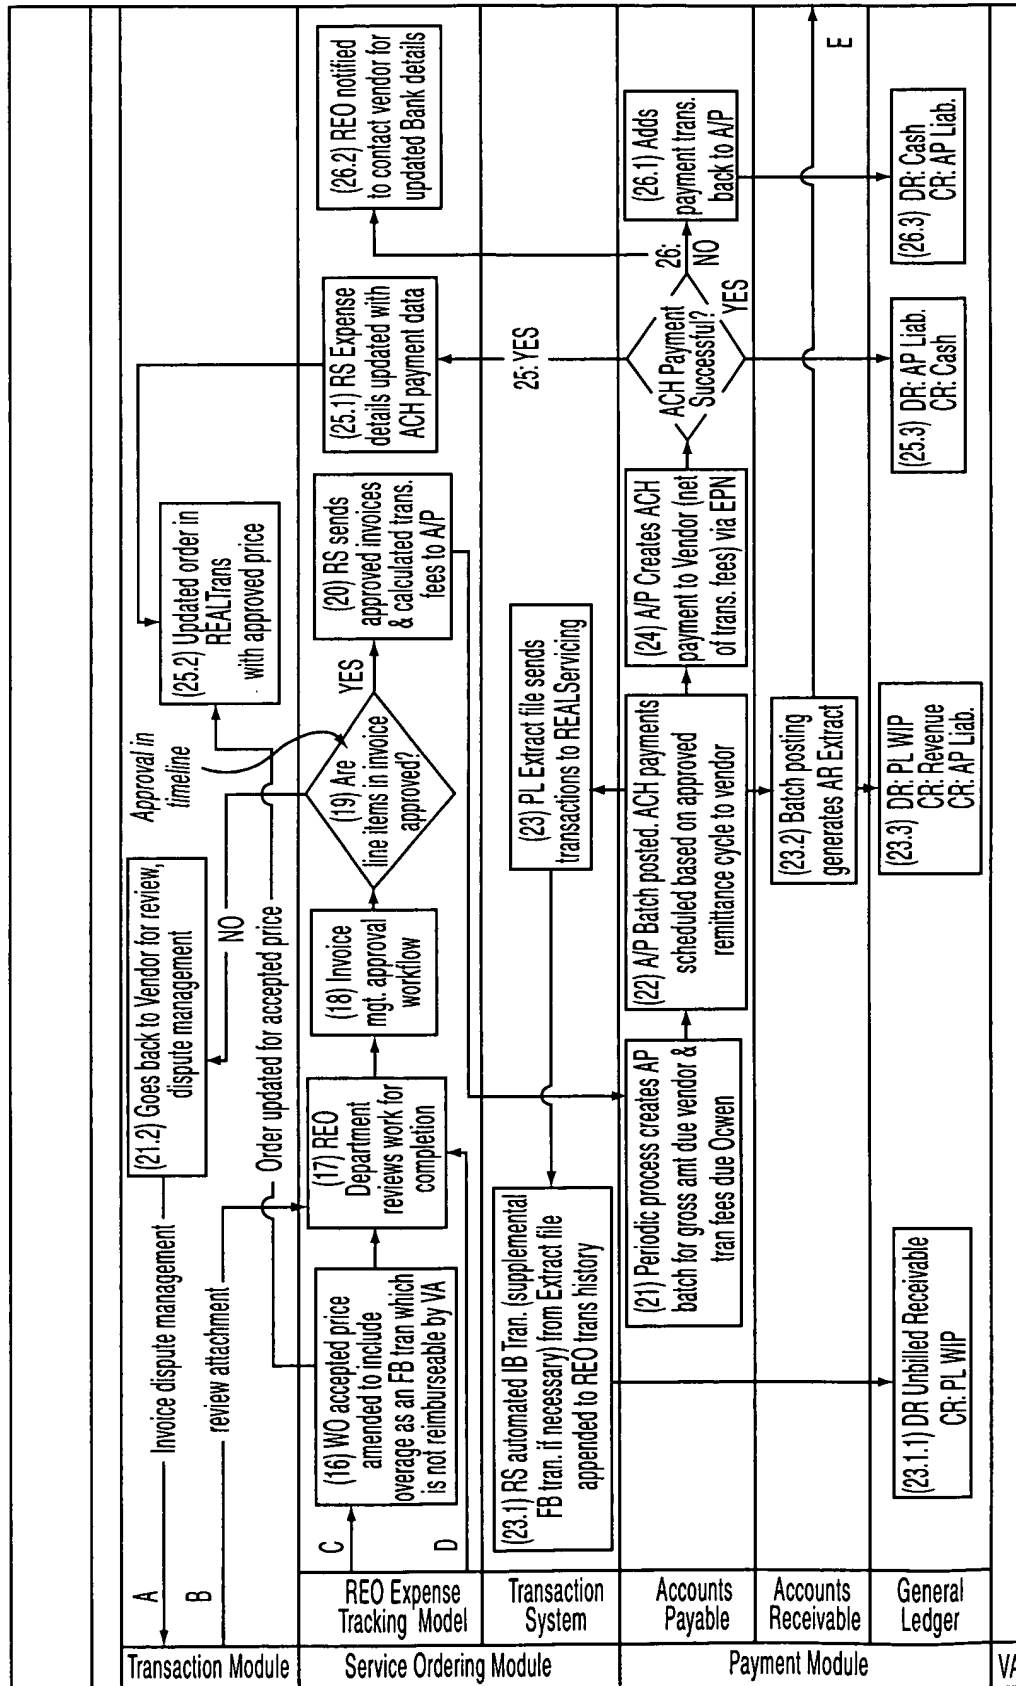 Transaction Module
A
Invoice dispute management
B
review attachment
(21.2) Goes back to Vendor for review,
dispute management
NO
Order updated for accepted price
Approval in
timeline
(25.2) Updated order in
REALTrans
with approved price
Service Ordering Module
REO Expense
Tracking Model
C
D
(16) WO accepted price
amended to include
overage as an FB tran which
is not reimburseable by VA
(17) REO
Department
reviews work for
completion
(18) Invoice
mgt. approval
workflow
(19) Are
line items in invoice
approved?
YES
(20) RS sends
approved invoices
& calculated trans.
fees to A/P
(25.1) RS Expense
details updated with
ACH payment data
(26.2) REO notified
to contact vendor for
updated Bank details
Transaction
System
(23.1) RS automated IB Tran. (supplemental
FB tran. if necessary) from Extract file
appended to REO trans history
(23) PL Extract file sends
transactions to REALServicing
25: YES
Payment Module
Accounts
Payable
(21) Periodic process creates AP
batch for gross amt due vendor &
tran fees due Ocwen
(22) A/P Batch posted. ACH payments
scheduled based on approved
remittance cycle to vendor
(24) A/P Creates ACH
payment to Vendor (net
of trans. fees) via EPN
ACH Payment
Successful?
YES
26:
NO
(26.1) Adds
payment trans.
back to A/P
Accounts
Receivable
(23.2) Batch posting
generates AR Extract
E
General
Ledger
(23.1.1) DR Unbilled Receivable
CR: PL WIP
(23.3) DR: PL WIP
CR: Revenue
CR: AP Liab.
(25.3) DR: AP Liab.
CR: Cash
(26.3) DR: Cash
CR: AP Liab.
VA